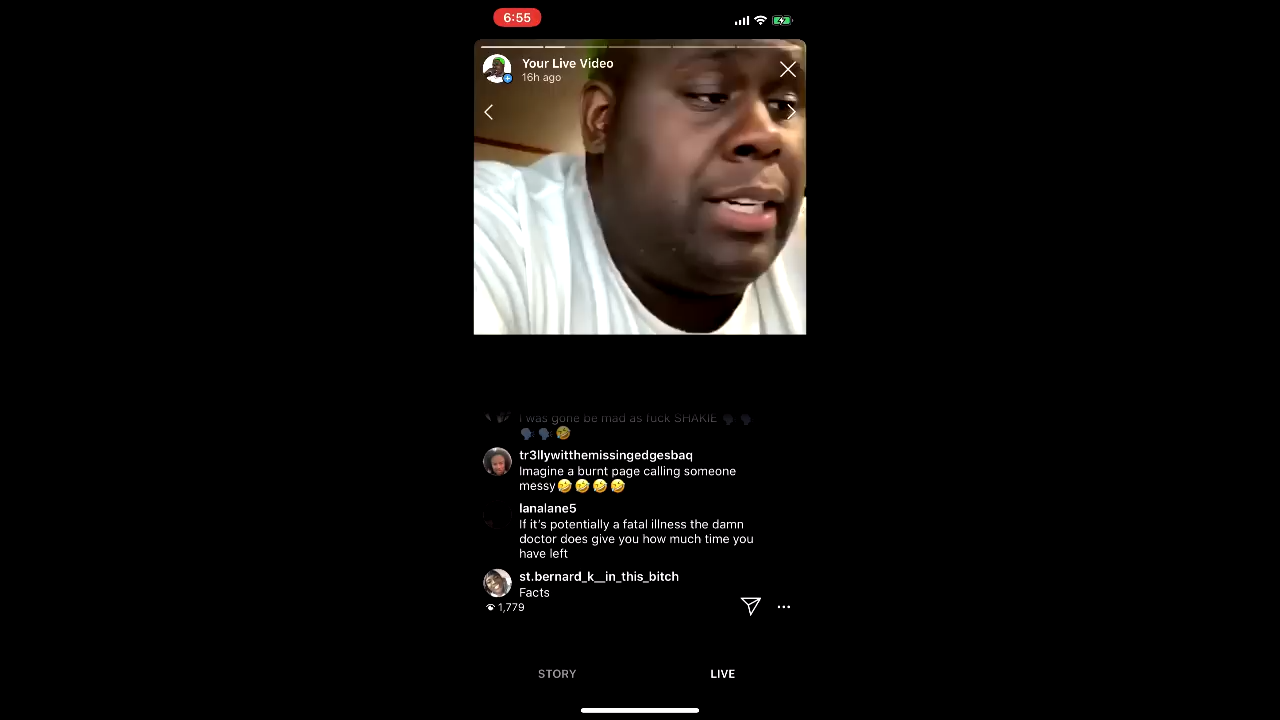 6:55
Your Live Video
16h ago
I was gone be mad as fuck SHAKIE 🗣 🗣
🗣 🗣 🤣
tr3llywitthemissingedgesbaq
Imagine a burnt page calling someone
messy🤣🤣🤣🤣
lanalane5
If it's potentially a fatal illness the damn
doctor does give you how much time you
have left
st.bernard_k__in_this_bitch
Facts
1,779
STORY
LIVE